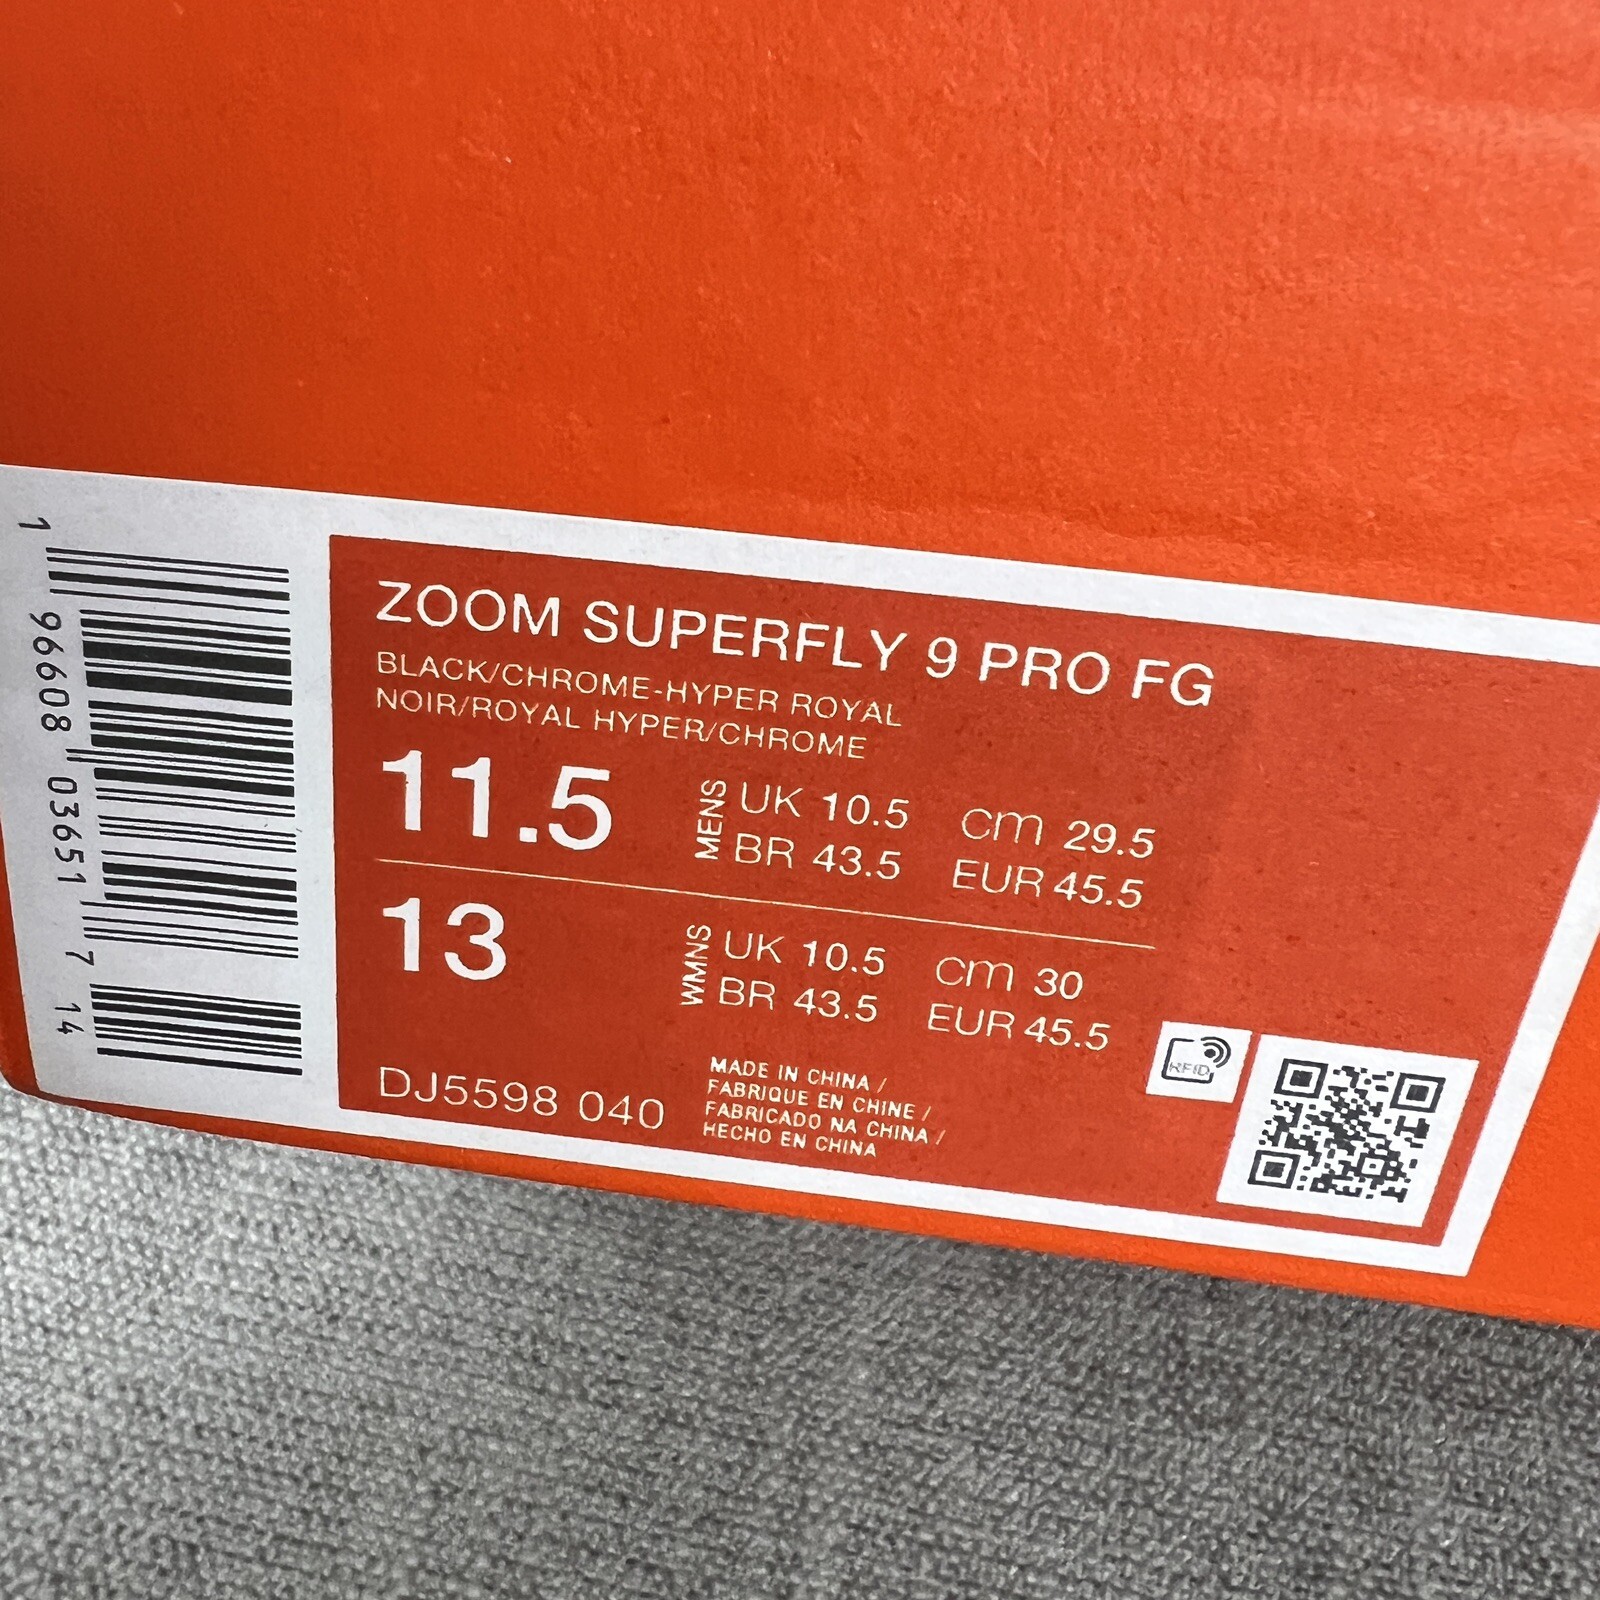 1 96608 03651 7 14
ZOOM SUPERFLY 9 PRO FG
BLACK/CHROME-HYPER ROYAL
NOIR/ROYAL HYPER/CHROME
11.5 MENS UK 10.5 CM 29.5
BR 43.5 EUR 45.5
13 WMNS UK 10.5 CM 30
BR 43.5 EUR 45.5
DJ5598 040
MADE IN CHINA /
FABRIQUE EN CHINE /
FABRICADO NA CHINA /
HECHO EN CHINA
RFID